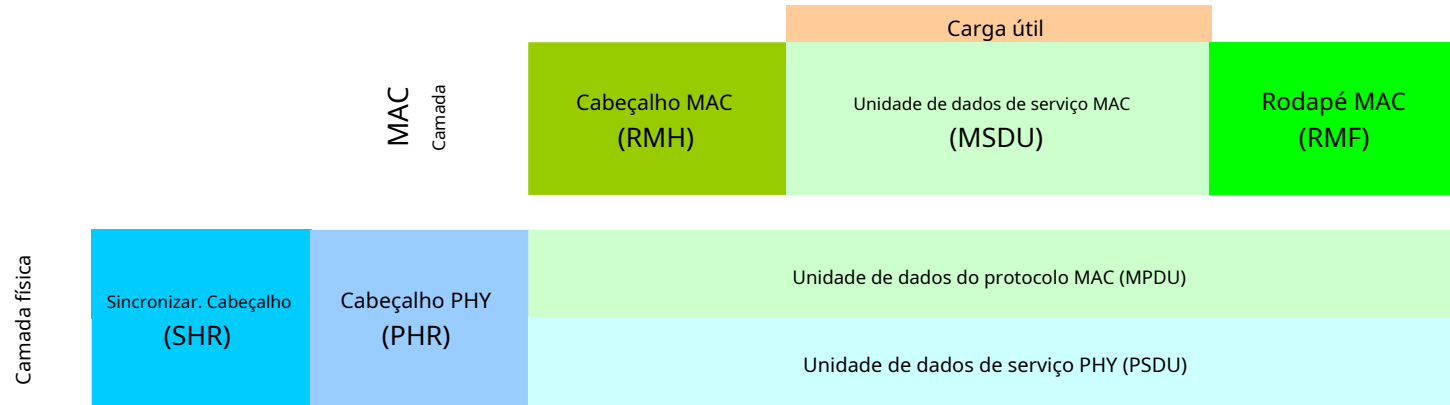 Carga útil
MAC
Camada
Cabeçalho MAC
(RMH)
Unidade de dados de serviço MAC
(MSDU)
Rodapé MAC
(RMF)
Camada física
Sincronizar. Cabeçalho
(SHR)
Cabeçalho PHY
(PHR)
Unidade de dados do protocolo MAC (MPDU)
Unidade de dados de serviço PHY (PSDU)